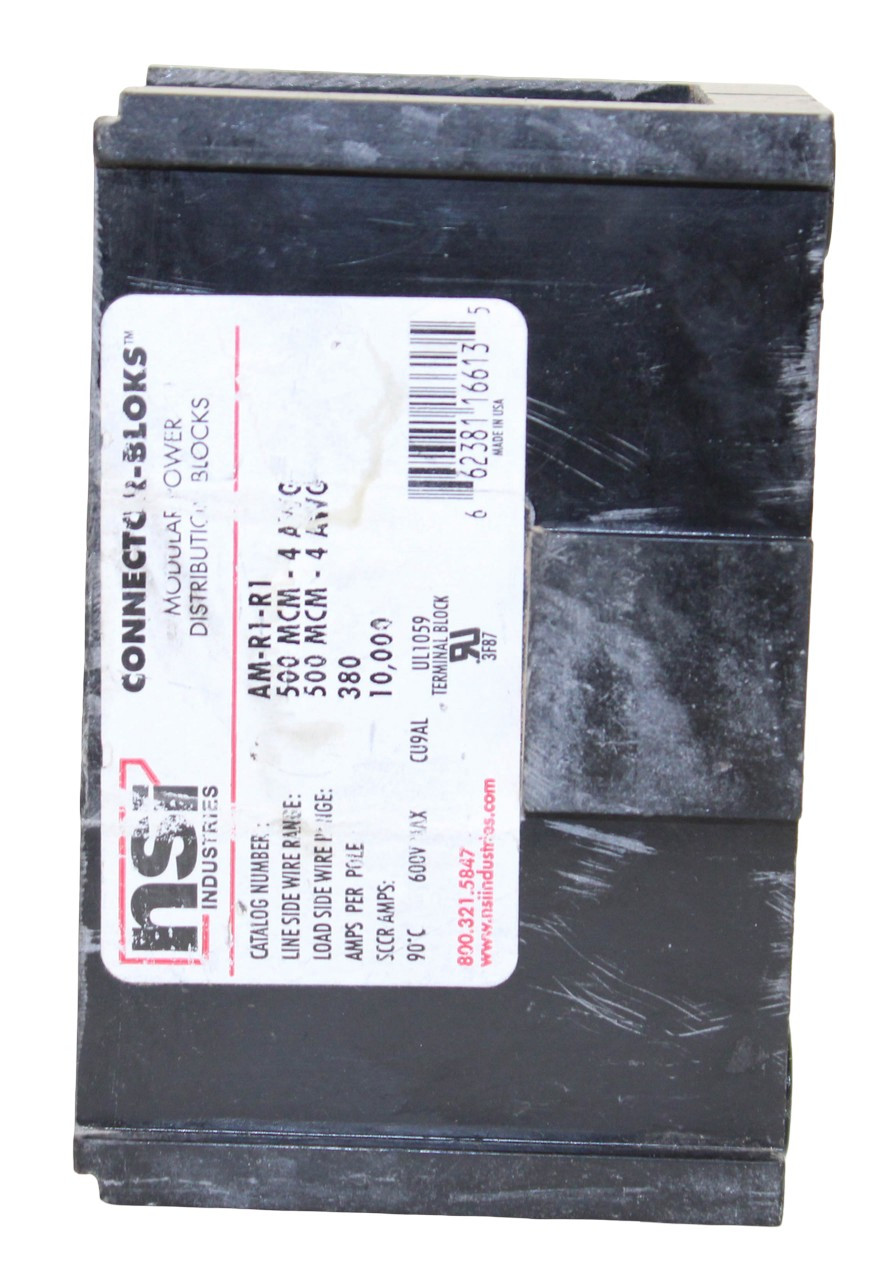 nsi
INDUSTRIES
CONNECTOR-BLOKS™
MODULAR POWER
DISTRIBUTION BLOCKS
CATALOG NUMBER : AM-R1-R1
LINE SIDE WIRE RANGE: 500 MCM - 4 AWG
LOAD SIDE WIRE RANGE: 500 MCM - 4 AWG
AMPS PER POLE 380
SCCR AMPS: 10,000
90°C 600V MAX CU9AL
UL1059
TERMINAL BLOCK
RU
3F87
800.321.5847
www.nsiindustries.com
6 62381 16613 5
MADE IN USA